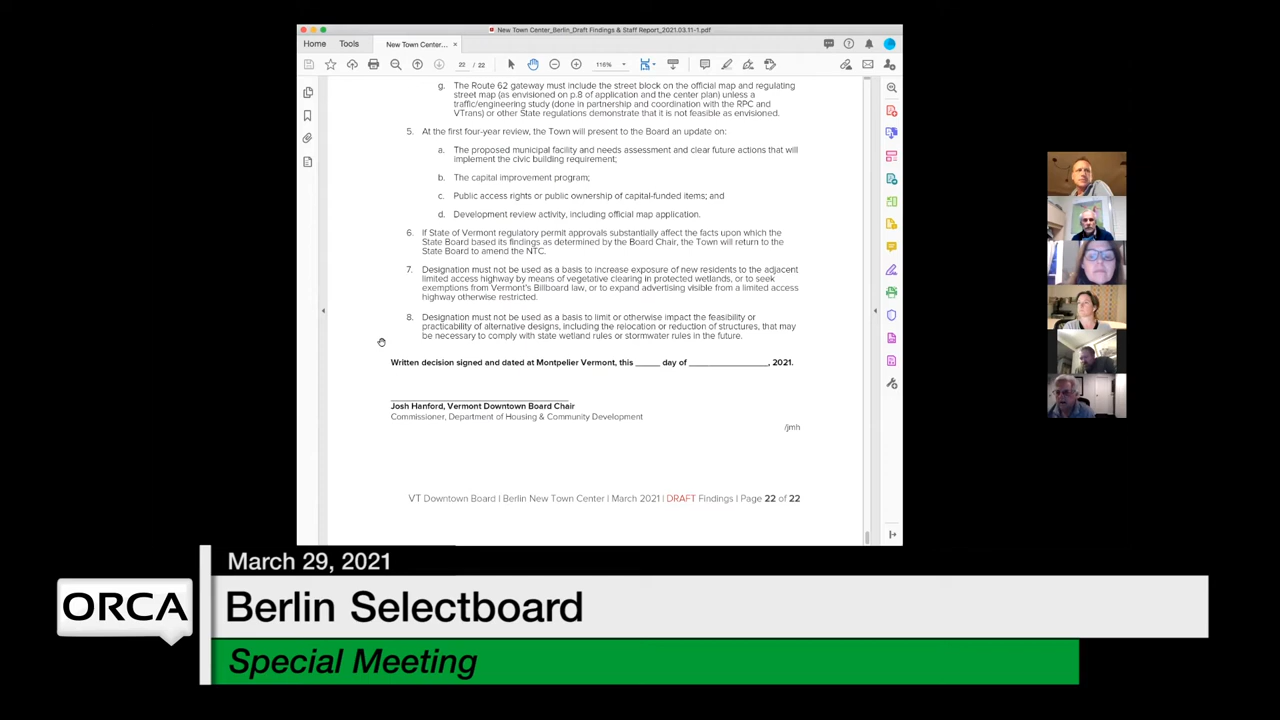 New Town Center_Berlin_Draft Findings & Staff Report_2021.03.11-1.pdf
Home Tools New Town Center... ×
22 / 22 116%
g. The Route 62 gateway must include the street block on the official map and regulating
street map (as envisioned on p.8 of application and the center plan) unless a
traffic/engineering study (done in partnership and coordination with the RPC and
VTrans) or other State regulations demonstrate that it is not feasible as envisioned.
5. At the first four-year review, the Town will present to the Board an update on:
a. The proposed municipal facility and needs assessment and clear future actions that will
implement the civic building requirement;
b. The capital improvement program;
c. Public access rights or public ownership of capital-funded items; and
d. Development review activity, including official map application.
6. If State of Vermont regulatory permit approvals substantially affect the facts upon which the
State Board based its findings as determined by the Board Chair, the Town will return to the
State Board to amend the NTC.
7. Designation must not be used as a basis to increase exposure of new residents to the adjacent
limited access highway by means of vegetative clearing in protected wetlands, or to seek
exemptions from Vermont's Billboard law, or to expand advertising visible from a limited access
highway otherwise restricted.
8. Designation must not be used as a basis to limit or otherwise impact the feasibility or
practicability of alternative designs, including the relocation or reduction of structures, that may
be necessary to comply with state wetland rules or stormwater rules in the future.
Written decision signed and dated at Montpelier Vermont, this _____ day of _________________, 2021.
Josh Hanford, Vermont Downtown Board Chair
Commissioner, Department of Housing & Community Development
/jmh
VT Downtown Board | Berlin New Town Center | March 2021 | DRAFT Findings | Page 22 of 22
March 29, 2021
ORCA
Berlin Selectboard
Special Meeting